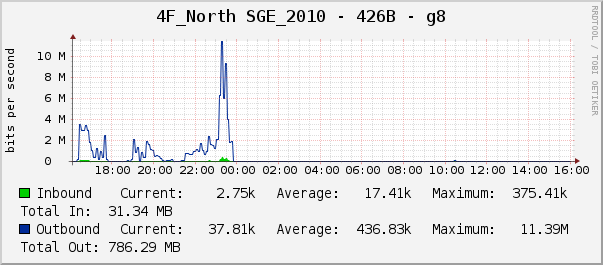 4F_North SGE_2010 - 426B - g8
RRDTOOL / TOBI OETIKER
bits per second
10 M
8 M
6 M
4 M
2 M
0
18:00 20:00 22:00 00:00 02:00 04:00 06:00 08:00 10:00 12:00 14:00 16:00
Inbound Current: 2.75k Average: 17.41k Maximum: 375.41k
Total In: 31.34 MB
Outbound Current: 37.81k Average: 436.83k Maximum: 11.39M
Total Out: 786.29 MB